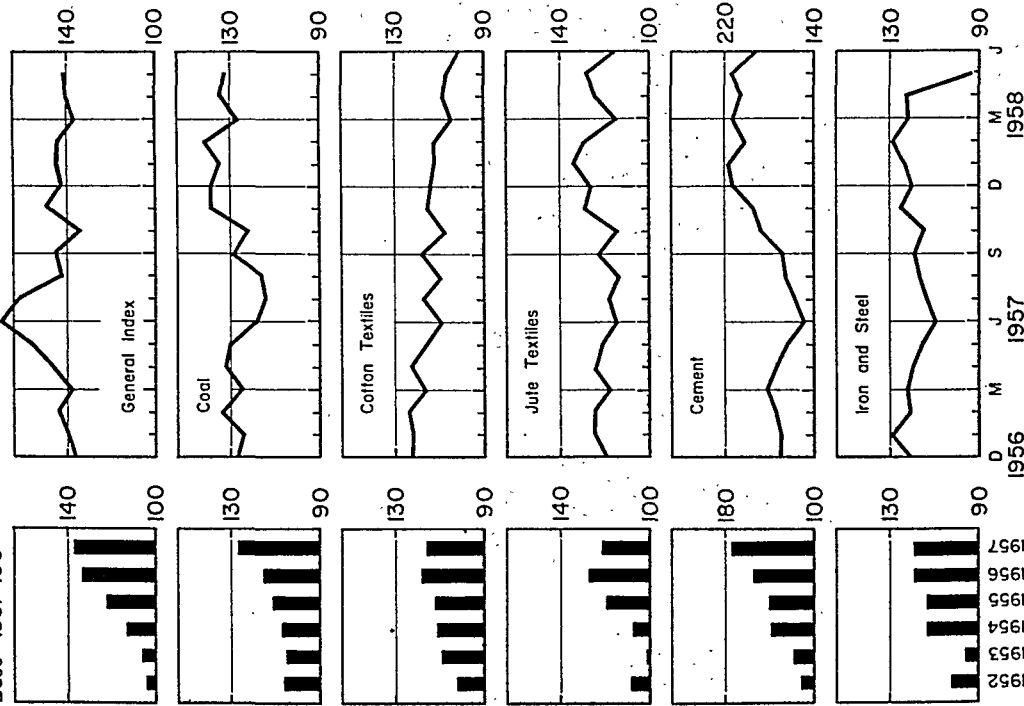 140 140
General Index
100 100
Coal
130 130
90 90
Cotton Textiles
130 130
90 90
Jute Textiles
140 140
100 100
Cement
180 220
100 140
Iron and Steel
130 130
90 90
1952 1953 1954 1955 1956 1957
D M J S D M J
1956 1957 1958